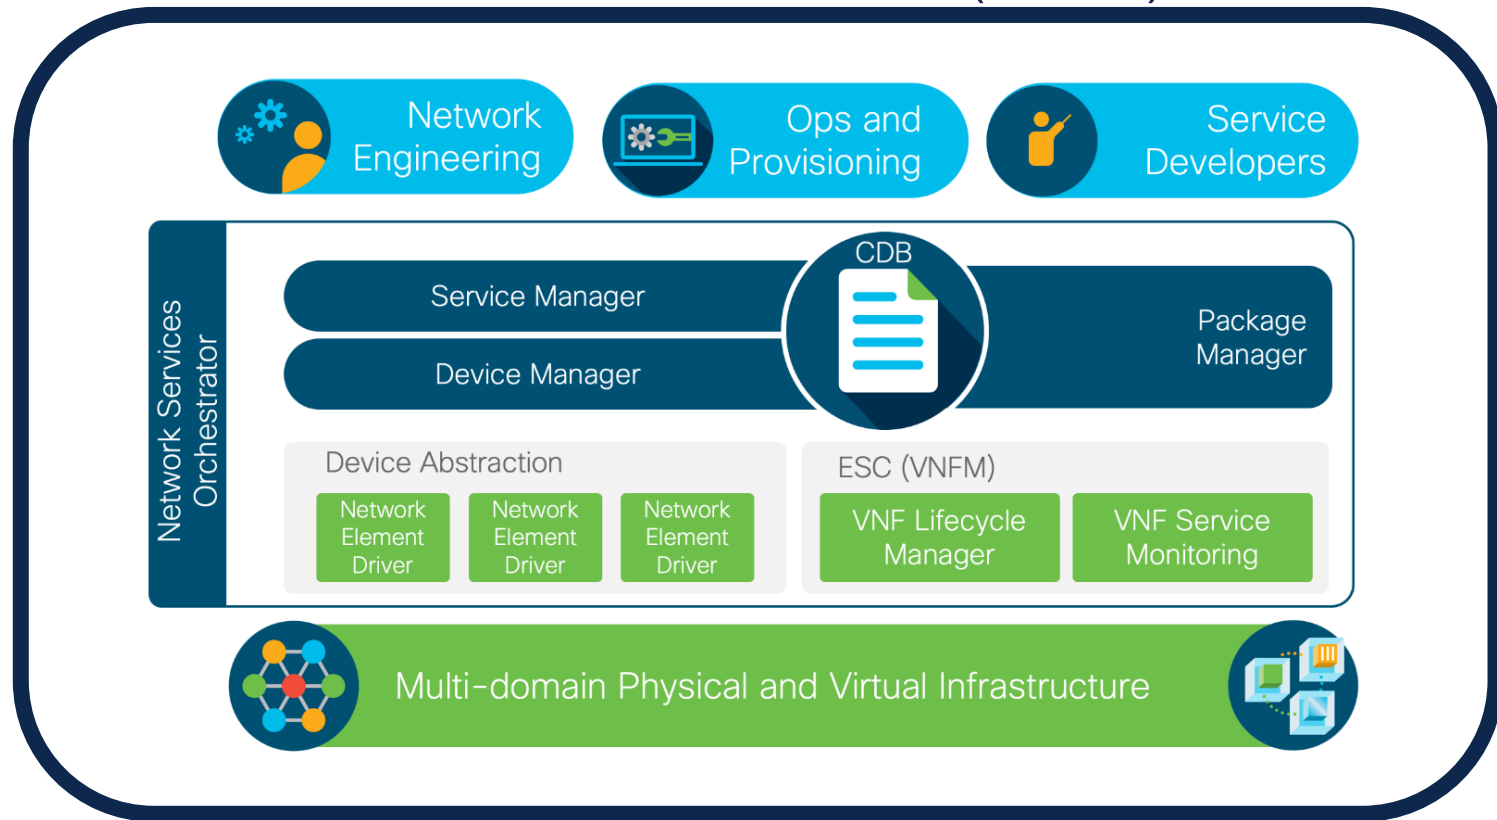 Network
Engineering
Ops and
Provisioning
Service
Developers
Network Services
Orchestrator
CDB
Service Manager
Device Manager
Package
Manager
Device Abstraction
Network
Element
Driver
Network
Element
Driver
Network
Element
Driver
ESC (VNFM)
VNF Lifecycle
Manager
VNF Service
Monitoring
Multi-domain Physical and Virtual Infrastructure